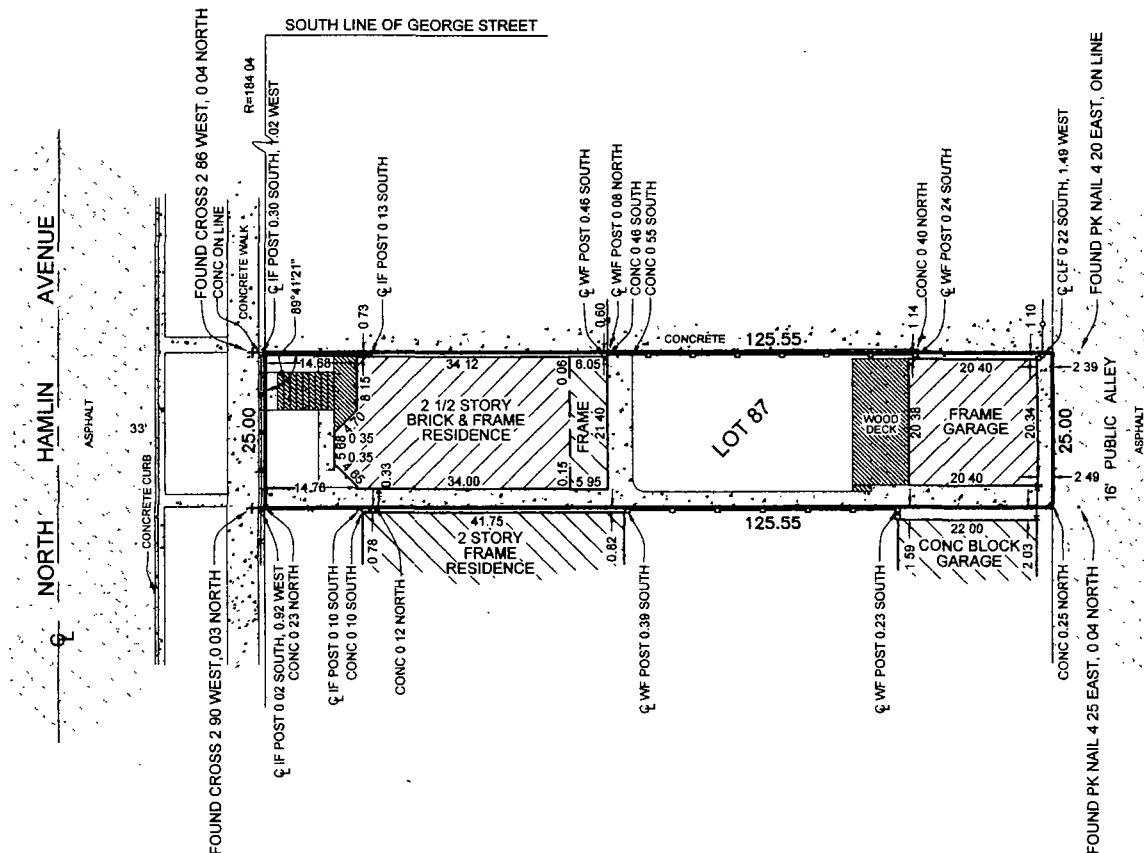 SOUTH LINE OF GEORGE STREET
FOUND CROSS 2 86 WEST, 0 04 NORTH
CONC ON LINE
CONCRETE WALK
R=184 04
℄ IF POST 0.30 SOUTH, 1.02 WEST
89°41'21"
0 73
℄ IF POST 0 13 SOUTH
℄ WF POST 0.46 SOUTH
0.60
℄ WIF POST 0 08 NORTH
CONC 0 46 SOUTH
CONC 0 55 SOUTH
CONCRETE
125.55
1 14
CONC 0 40 NORTH
℄ WF POST 0.24 SOUTH
1 10
℄ CLF 0 22 SOUTH, 1.49 WEST
FOUND PK NAIL 4 20 EAST, ON LINE
℄ NORTH HAMLIN AVENUE
ASPHALT
33'
CONCRETE CURB
25.00
14.68
8 15
4.70
0 35
5 68
0 35
4 65
14.76
0.33
34 12
2 1/2 STORY
BRICK & FRAME
RESIDENCE
34.00
0.06
6.05
FRAME
21 40
0.15
5 95
LOT 87
WOOD
DECK
20 38
20 40
FRAME
GARAGE
20.34
20 40
2 39
25.00
2 49
16' PUBLIC ALLEY
ASPHALT
FOUND CROSS 2 90 WEST, 0 03 NORTH
℄ IF POST 0 02 SOUTH, 0.92 WEST
CONC 0 23 NORTH
℄ IF POST 0 10 SOUTH
CONC 0 10 SOUTH
0 78
CONC 0 12 NORTH
41.75
2 STORY
FRAME
RESIDENCE
0.82
℄ WF POST 0.39 SOUTH
125.55
℄ WF POST 0.23 SOUTH
1 59
22 00
CONC BLOCK
GARAGE
2 03
CONC 0.25 NORTH
FOUND PK NAIL 4 25 EAST, 0 04 NORTH